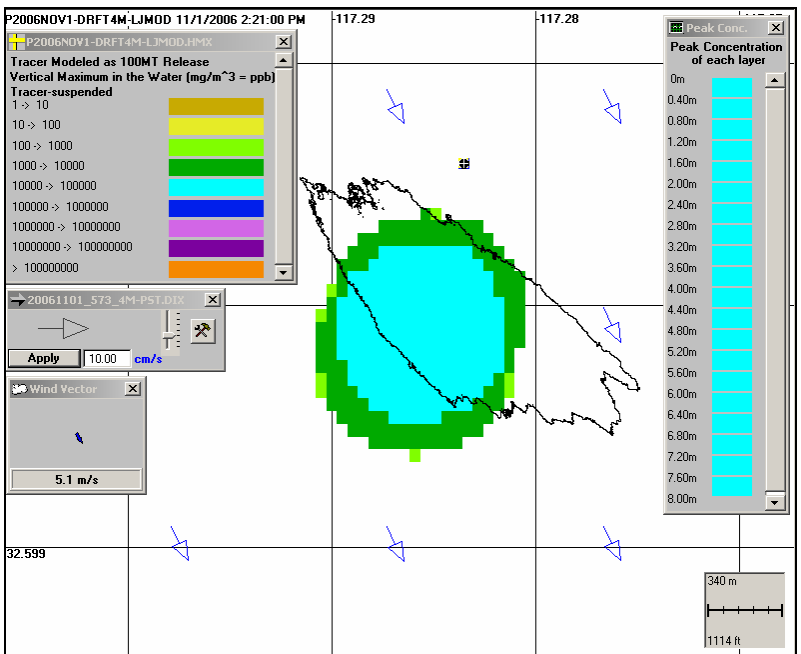 P2006NOV1-DRFT4M-LJMOD 11/1/2006 2:21:00 PM
-117.29
-117.28
P2006NOV1-DRFT4M-LJMOD.HMX
Tracer Modeled as 100MT Release
Vertical Maximum in the Water (mg/m^3 = ppb)
Tracer-suspended
1 -> 10
10 -> 100
100 -> 1000
1000 -> 10000
10000 -> 100000
100000 -> 1000000
1000000 -> 10000000
10000000 -> 100000000
> 100000000
20061101_573_4M-PST.DIX
Apply
10.00
cm/s
Wind Vector
5.1 m/s
32.599
Peak Conc.
Peak Concentration
of each layer
0m
0.40m
0.80m
1.20m
1.60m
2.00m
2.40m
2.80m
3.20m
3.60m
4.00m
4.40m
4.80m
5.20m
5.60m
6.00m
6.40m
6.80m
7.20m
7.60m
8.00m
340 m
1114 ft